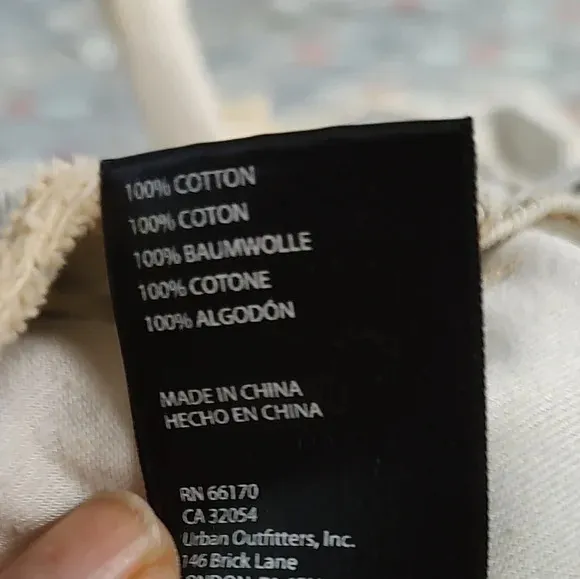 100% COTTON
100% COTON
100% BAUMWOLLE
100% COTONE
100% ALGODÓN
MADE IN CHINA
HECHO EN CHINA
RN 66170
CA 32054
Urban Outfitters, Inc.
146 Brick Lane